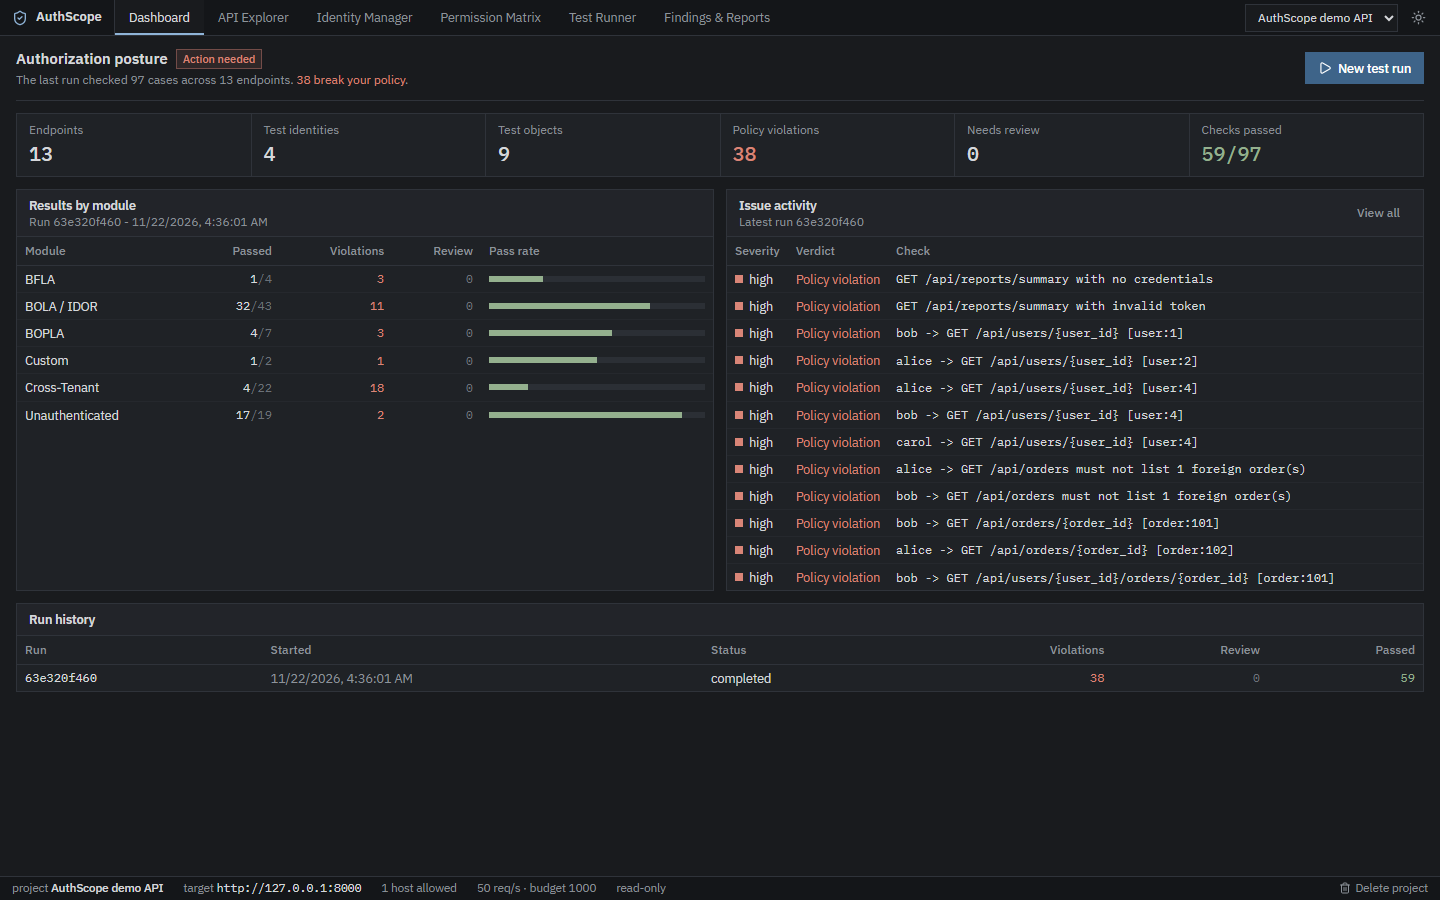 AuthScope Dashboard API Explorer Identity Manager Permission Matrix Test Runner Findings & Reports AuthScope demo API
Authorization posture Action needed
The last run checked 97 cases across 13 endpoints. 38 break your policy.
New test run
Endpoints Test identities Test objects Policy violations Needs review Checks passed
13 4 9 38 0 59/97
Results by module
Run 63e320f460 - 11/22/2026, 4:36:01 AM
Module Passed Violations Review Pass rate
BFLA 1/4 3 0
BOLA / IDOR 32/43 11 0
BOPLA 4/7 3 0
Custom 1/2 1 0
Cross-Tenant 4/22 18 0
Unauthenticated 17/19 2 0
Issue activity
Latest run 63e320f460
View all
Severity Verdict Check
high Policy violation GET /api/reports/summary with no credentials
high Policy violation GET /api/reports/summary with invalid token
high Policy violation bob -> GET /api/users/{user_id} [user:1]
high Policy violation alice -> GET /api/users/{user_id} [user:2]
high Policy violation alice -> GET /api/users/{user_id} [user:4]
high Policy violation bob -> GET /api/users/{user_id} [user:4]
high Policy violation carol -> GET /api/users/{user_id} [user:4]
high Policy violation alice -> GET /api/orders must not list 1 foreign order(s)
high Policy violation bob -> GET /api/orders must not list 1 foreign order(s)
high Policy violation bob -> GET /api/orders/{order_id} [order:101]
high Policy violation alice -> GET /api/orders/{order_id} [order:102]
high Policy violation bob -> GET /api/users/{user_id}/orders/{order_id} [order:101]
Run history
Run Started Status Violations Review Passed
63e320f460 11/22/2026, 4:36:01 AM completed 38 0 59
project AuthScope demo API target http://127.0.0.1:8000 1 host allowed 50 req/s · budget 1000 read-only Delete project